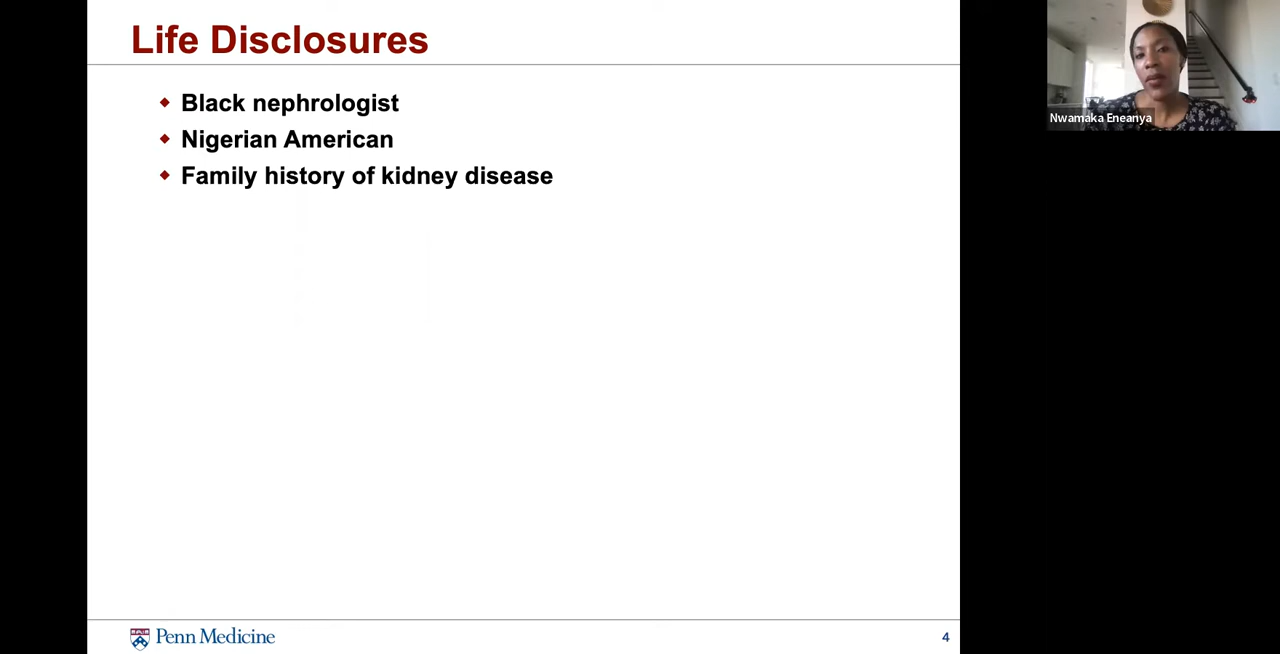 Life Disclosures
Black nephrologist
Nigerian American
Family history of kidney disease
Nwamaka Eneanya
Penn Medicine
4